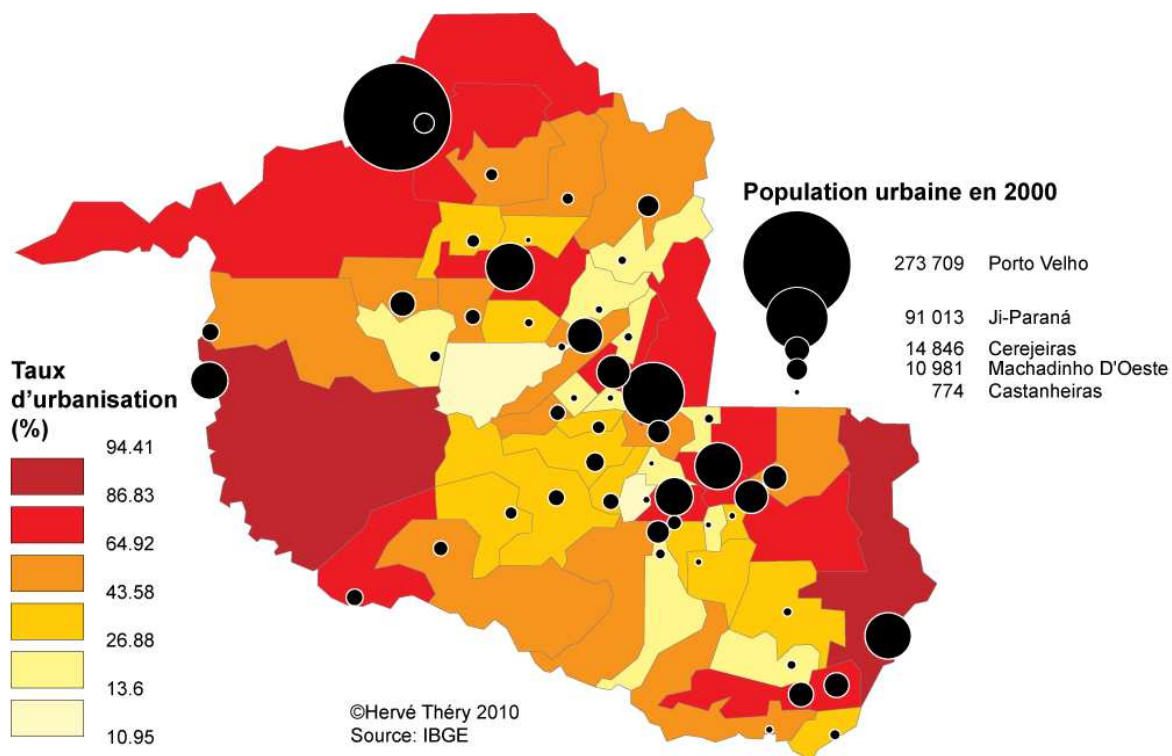 Population urbaine en 2000
273 709 Porto Velho
91 013 Ji-Paraná
14 846 Cerejeiras
10 981 Machadinho D'Oeste
774 Castanheiras
Taux
d'urbanisation
(%)
94.41
86.83
64.92
43.58
26.88
13.6
10.95
©Hervé Théry 2010
Source: IBGE